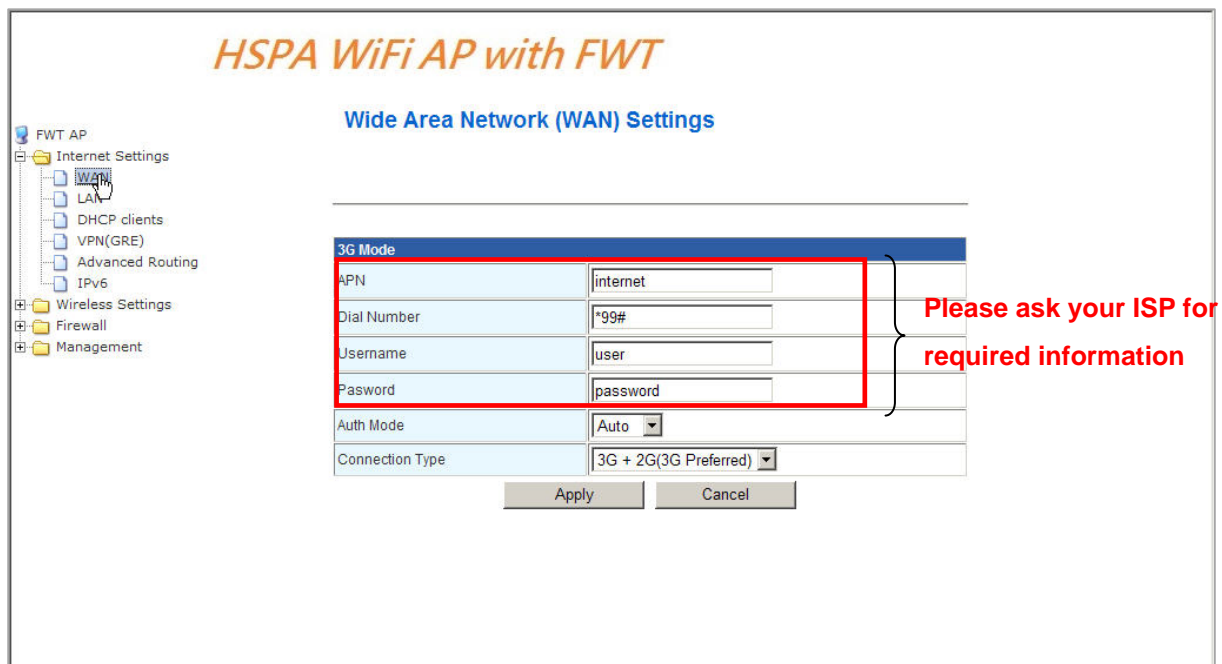 HSPA WiFi AP with FWT
Wide Area Network (WAN) Settings
FWT AP
Internet Settings
WAN
LAN
DHCP clients
VPN(GRE)
Advanced Routing
IPv6
Wireless Settings
Firewall
Management
3G Mode
APN internet
Dial Number *99#
Username user
Pasword password
Auth Mode Auto
Connection Type 3G + 2G(3G Preferred)
Apply Cancel
Please ask your ISP for
required information